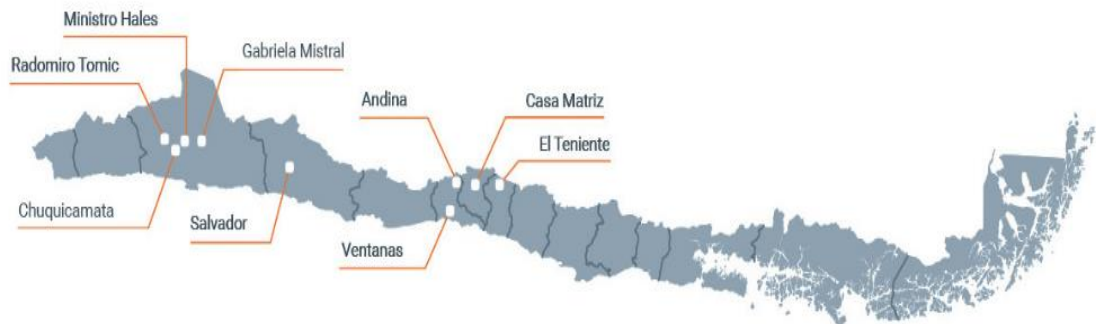 Ministro Hales
Radomiro Tomic
Gabriela Mistral
Andina
Casa Matriz
El Teniente
Chuquicamata
Salvador
Ventanas